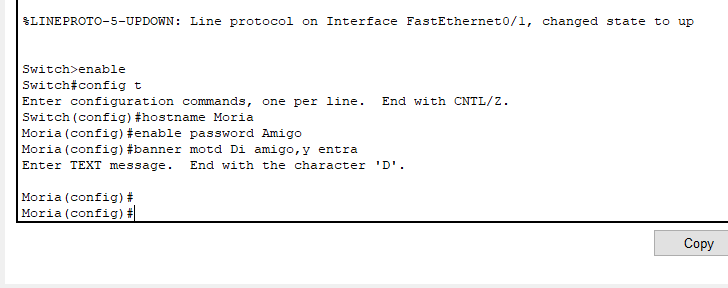 %LINEPROTO-5-UPDOWN: Line protocol on Interface FastEthernet0/1, changed state to up
Switch>enable
Switch#config t
Enter configuration commands, one per line.  End with CNTL/Z.
Switch(config)#hostname Moria
Moria(config)#enable password Amigo
Moria(config)#banner motd Di amigo,y entra
Enter TEXT message.  End with the character 'D'.
Moria(config)#
Moria(config)#
Copy